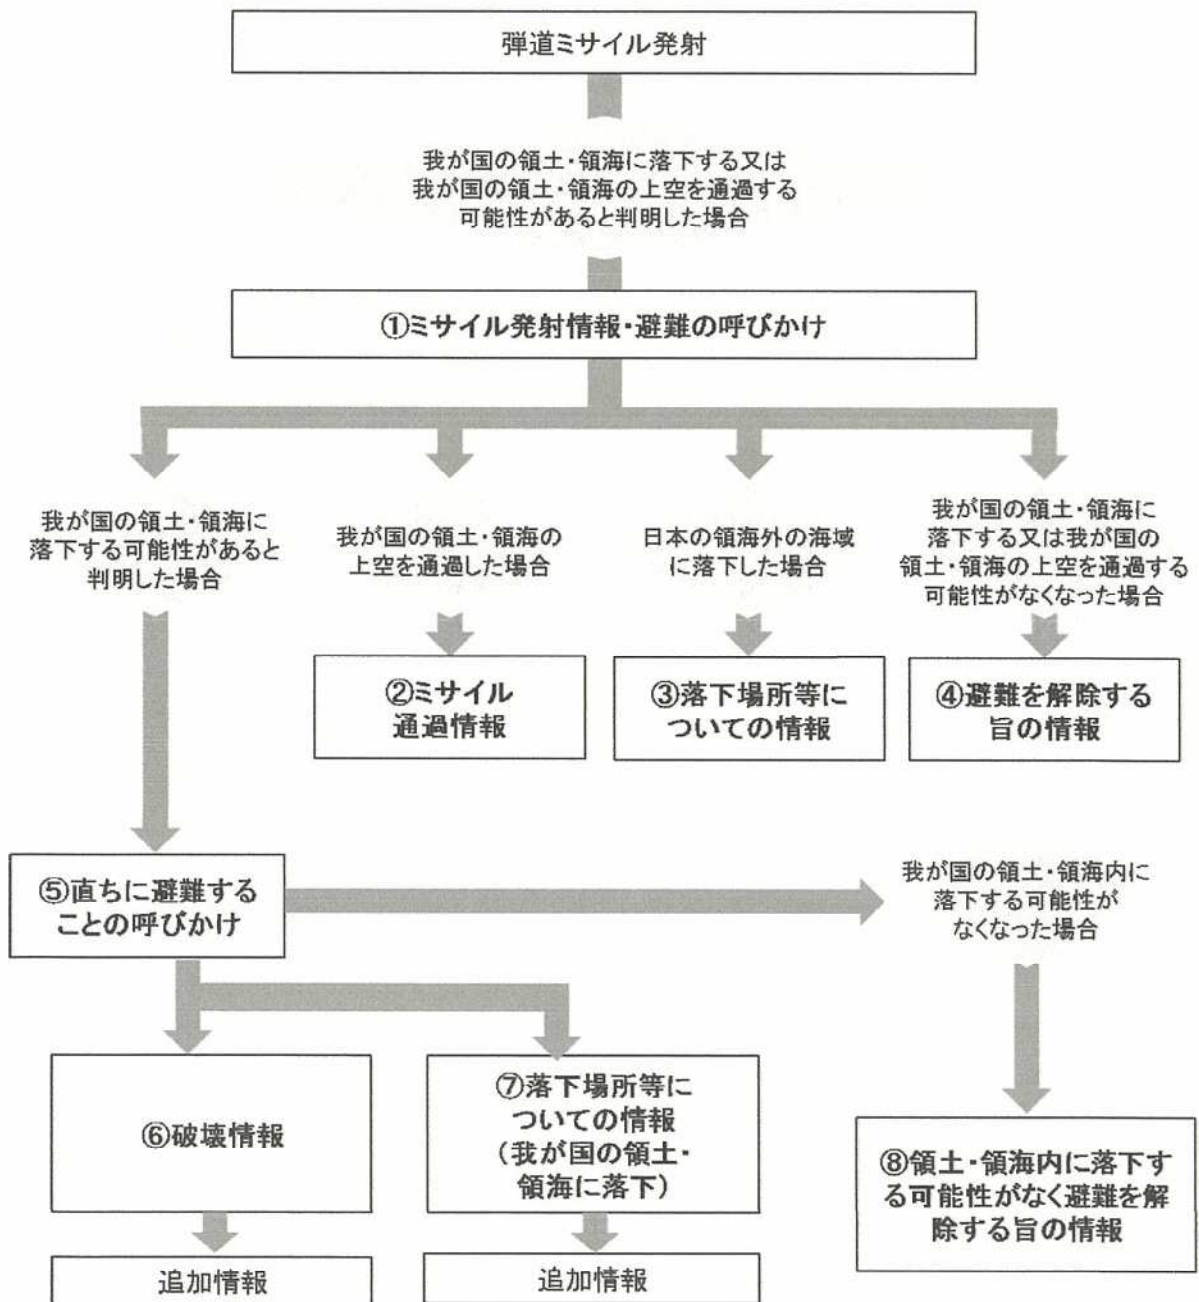 弾道ミサイル発射
我が国の領土・領海に落下する又は
我が国の領土・領海の上空を通過する
可能性があると判明した場合
①ミサイル発射情報・避難の呼びかけ
我が国の領土・領海に
落下する可能性があると
判明した場合
我が国の領土・領海の
上空を通過した場合
日本の領海外の海域
に落下した場合
我が国の領土・領海に
落下する又は我が国の
領土・領海の上空を通過する
可能性がなくなった場合
②ミサイル
通過情報
③落下場所等に
ついての情報
④避難を解除する
旨の情報
⑤直ちに避難する
ことの呼びかけ
我が国の領土・領海内に
落下する可能性が
なくなった場合
⑥破壊情報
⑦落下場所等に
ついての情報
(我が国の領土・
領海に落下)
⑧領土・領海内に落下す
る可能性がなく避難を解
除する旨の情報
追加情報
追加情報